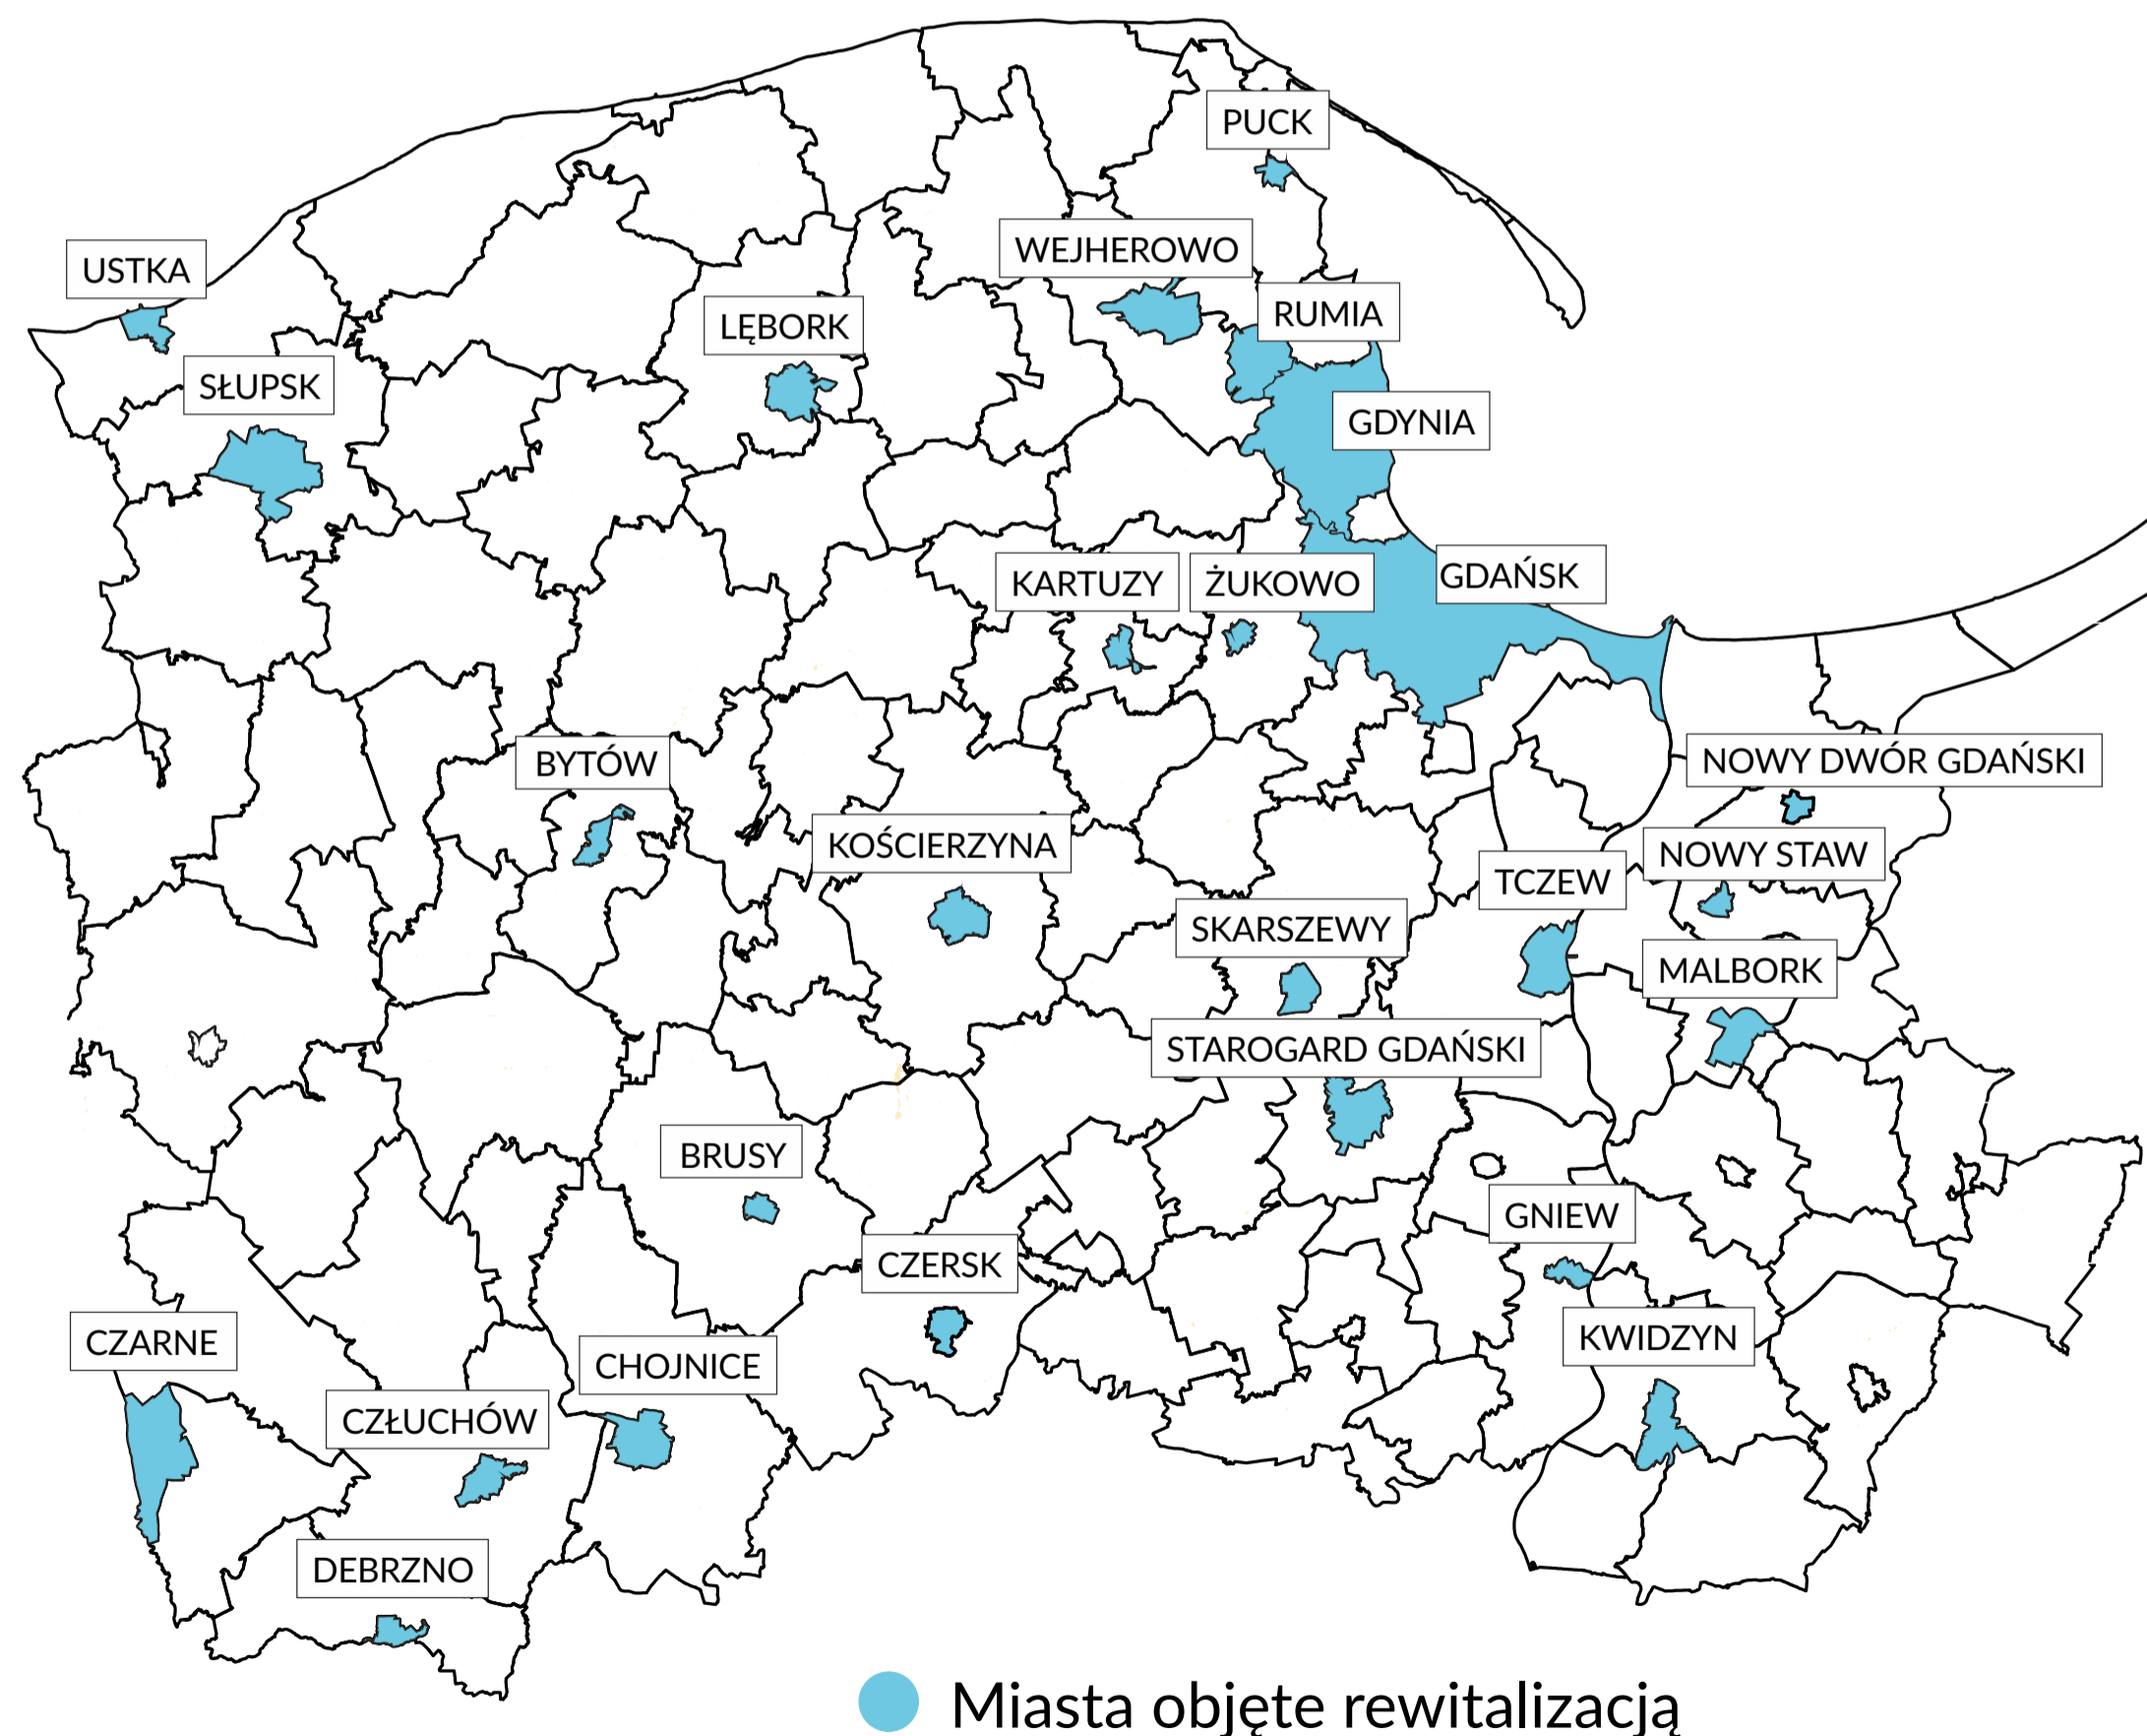 PUCK
WEJHEROWO
USTKA
RUMIA
LĘBORK
SŁUPSK
GDYNIA
GDAŃSK
KARTUZY
ŻUKOWO
NOWY DWÓR GDAŃSKI
BYTÓW
KOŚCIERZYNA
NOWY STAW
TCZEW
SKARSZEWY
MALBORK
STAROGARD GDAŃSKI
BRUSY
GNIEW
CZERSK
KWIDZYN
CZARNE
CHOJNICE
CZŁUCHÓW
DEBRZNO
Miasta objęte rewitalizacją